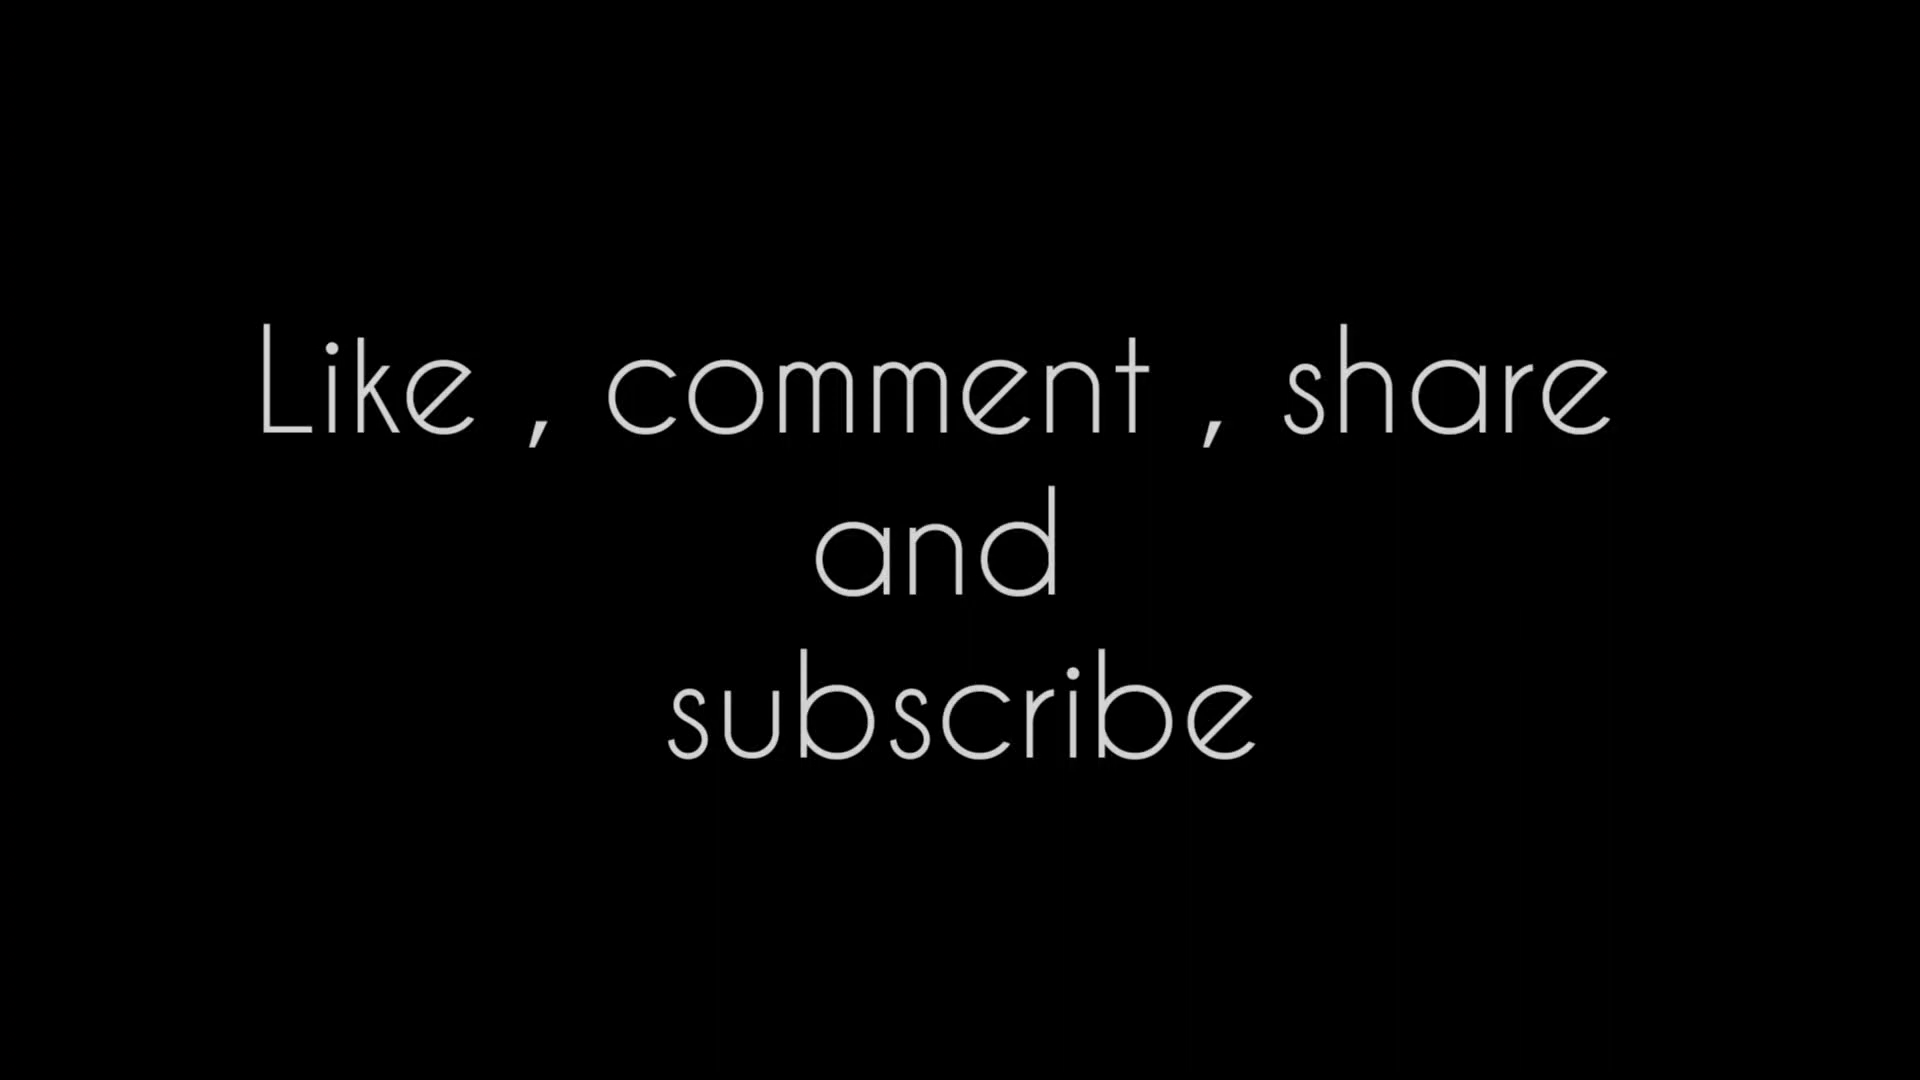 Like , comment , share
and
subscribe